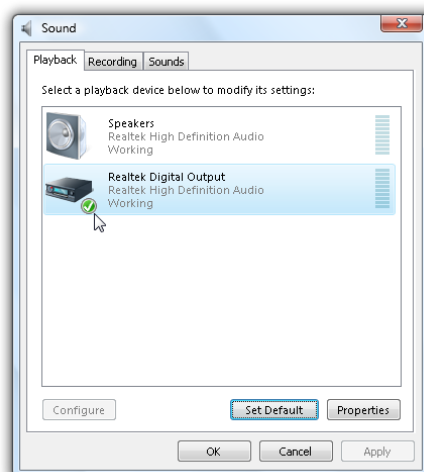 Sound
Playback Recording Sounds
Select a playback device below to modify its settings:
Speakers
Realtek High Definition Audio
Working
Realtek Digital Output
Realtek High Definition Audio
Working
Configure Set Default Properties
OK Cancel Apply